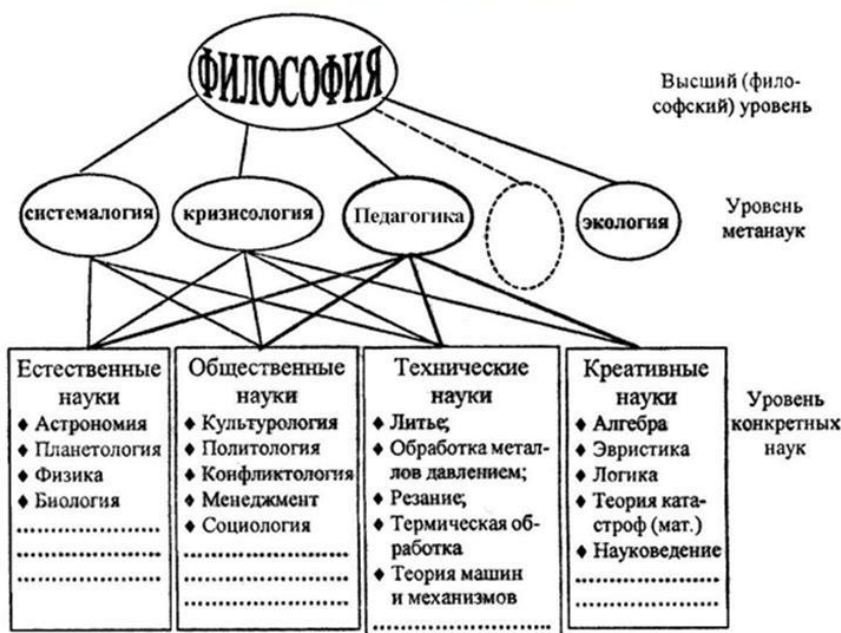 ФИЛОСОФИЯ
Высший (фило-
софский) уровень
системалогия
кризисология
Педагогика
экология
Уровень
метанаук
Естественные
науки
♦ Астрономия
♦ Планетология
♦ Физика
♦ Биология
Общественные
науки
♦ Культурология
♦ Политология
♦ Конфликтология
♦ Менеджмент
♦ Социология
Технические
науки
♦ Литье;
♦ Обработка метал-
лов давлением;
♦ Резание;
♦ Термическая об-
работка
♦ Теория машин
и механизмов
Креативные
науки
♦ Алгебра
♦ Эвристика
♦ Логика
♦ Теория ката-
строф (мат.)
♦ Науковедение
Уровень
конкретных
наук